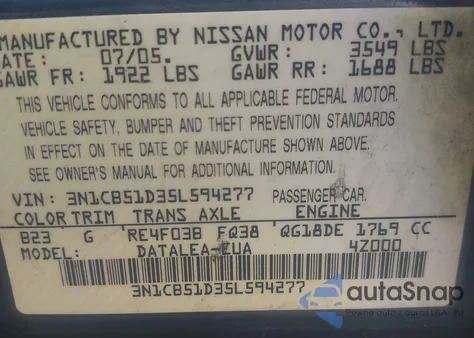 MANUFACTURED BY NISSAN MOTOR CO., LTD.
DATE: 07/05. GVWR: 3549 LBS
GAWR FR: 1922 LBS GAWR RR: 1688 LBS
THIS VEHICLE CONFORMS TO ALL APPLICABLE FEDERAL MOTOR
VEHICLE SAFETY, BUMPER AND THEFT PREVENTION STANDARDS
IN EFFECT ON THE DATE OF MANUFACTURE SHOWN ABOVE.
SEE OWNER'S MANUAL FOR ADDITIONAL INFORMATION.
VIN: 3N1CB51D35L594277 PASSENGER CAR.
COLOR TRIM TRANS AXLE ENGINE
B23 G RE4F03B FQ38 QG18DE 1769 CC
MODEL: DATALEA-EUA 4Z000
3N1CB51D35L594277
autoSnap